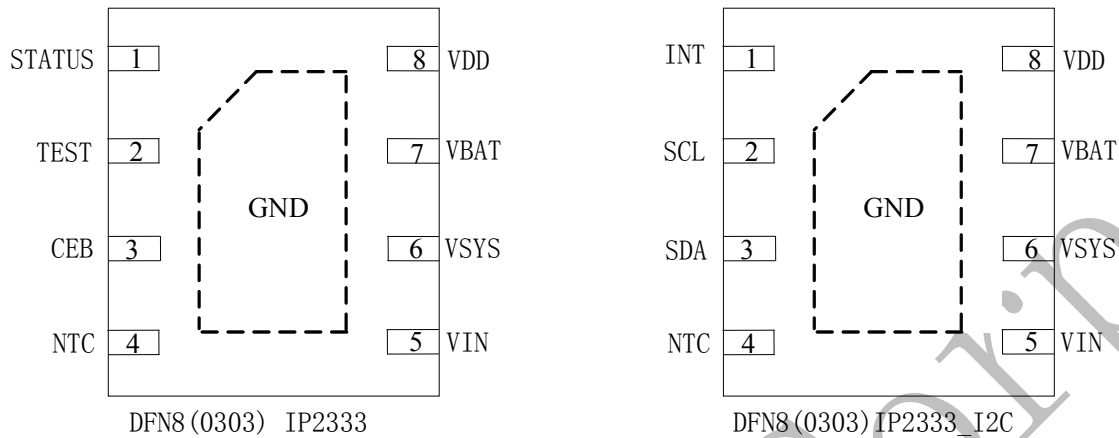 STATUS 1 8 VDD
TEST 2 7 VBAT
GND
CEB 3 6 VSYS
NTC 4 5 VIN
DFN8(0303) IP2333
INT 1 8 VDD
SCL 2 7 VBAT
GND
SDA 3 6 VSYS
NTC 4 5 VIN
DFN8(0303)IP2333_I2C